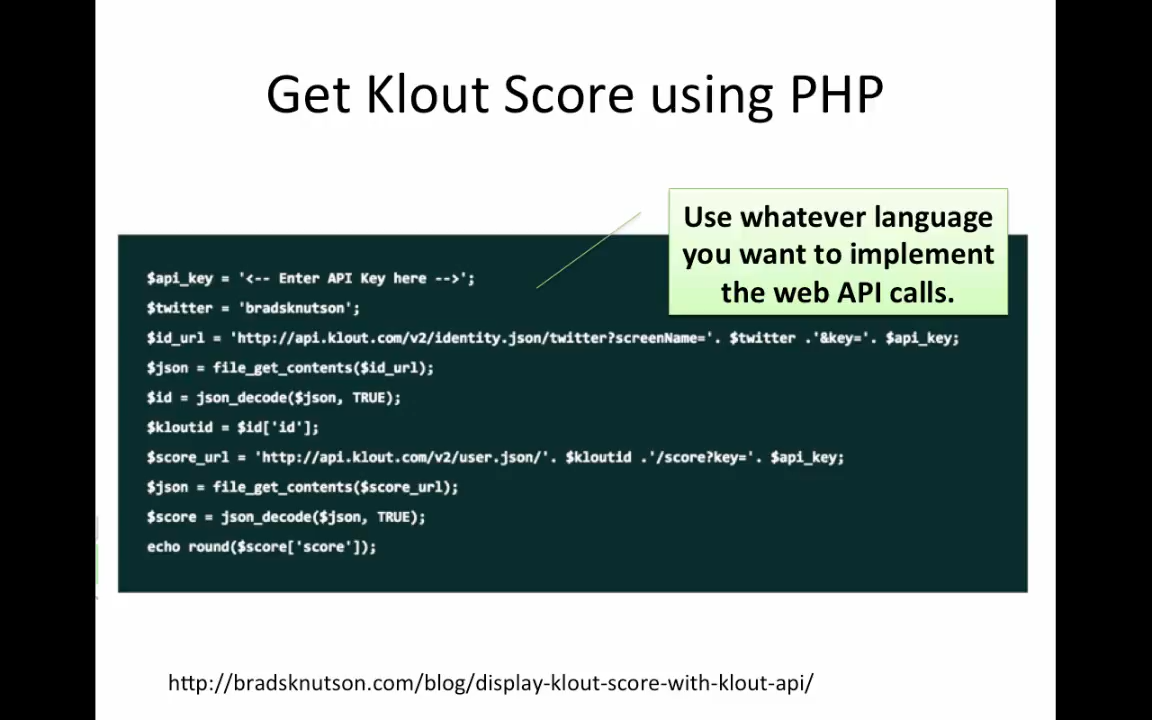 Get Klout Score using PHP
Use whatever language
you want to implement
the web API calls.
$api_key = '<-- Enter API Key here -->';
$twitter = 'bradsknutson';
$id_url = 'http://api.klout.com/v2/identity.json/twitter?screenName='. $twitter .'&key='. $api_key;
$json = file_get_contents($id_url);
$id = json_decode($json, TRUE);
$kloutid = $id['id'];
$score_url = 'http://api.klout.com/v2/user.json/'. $kloutid .'/score?key='. $api_key;
$json = file_get_contents($score_url);
$score = json_decode($json, TRUE);
echo round($score['score']);
http://bradsknutson.com/blog/display-klout-score-with-klout-api/